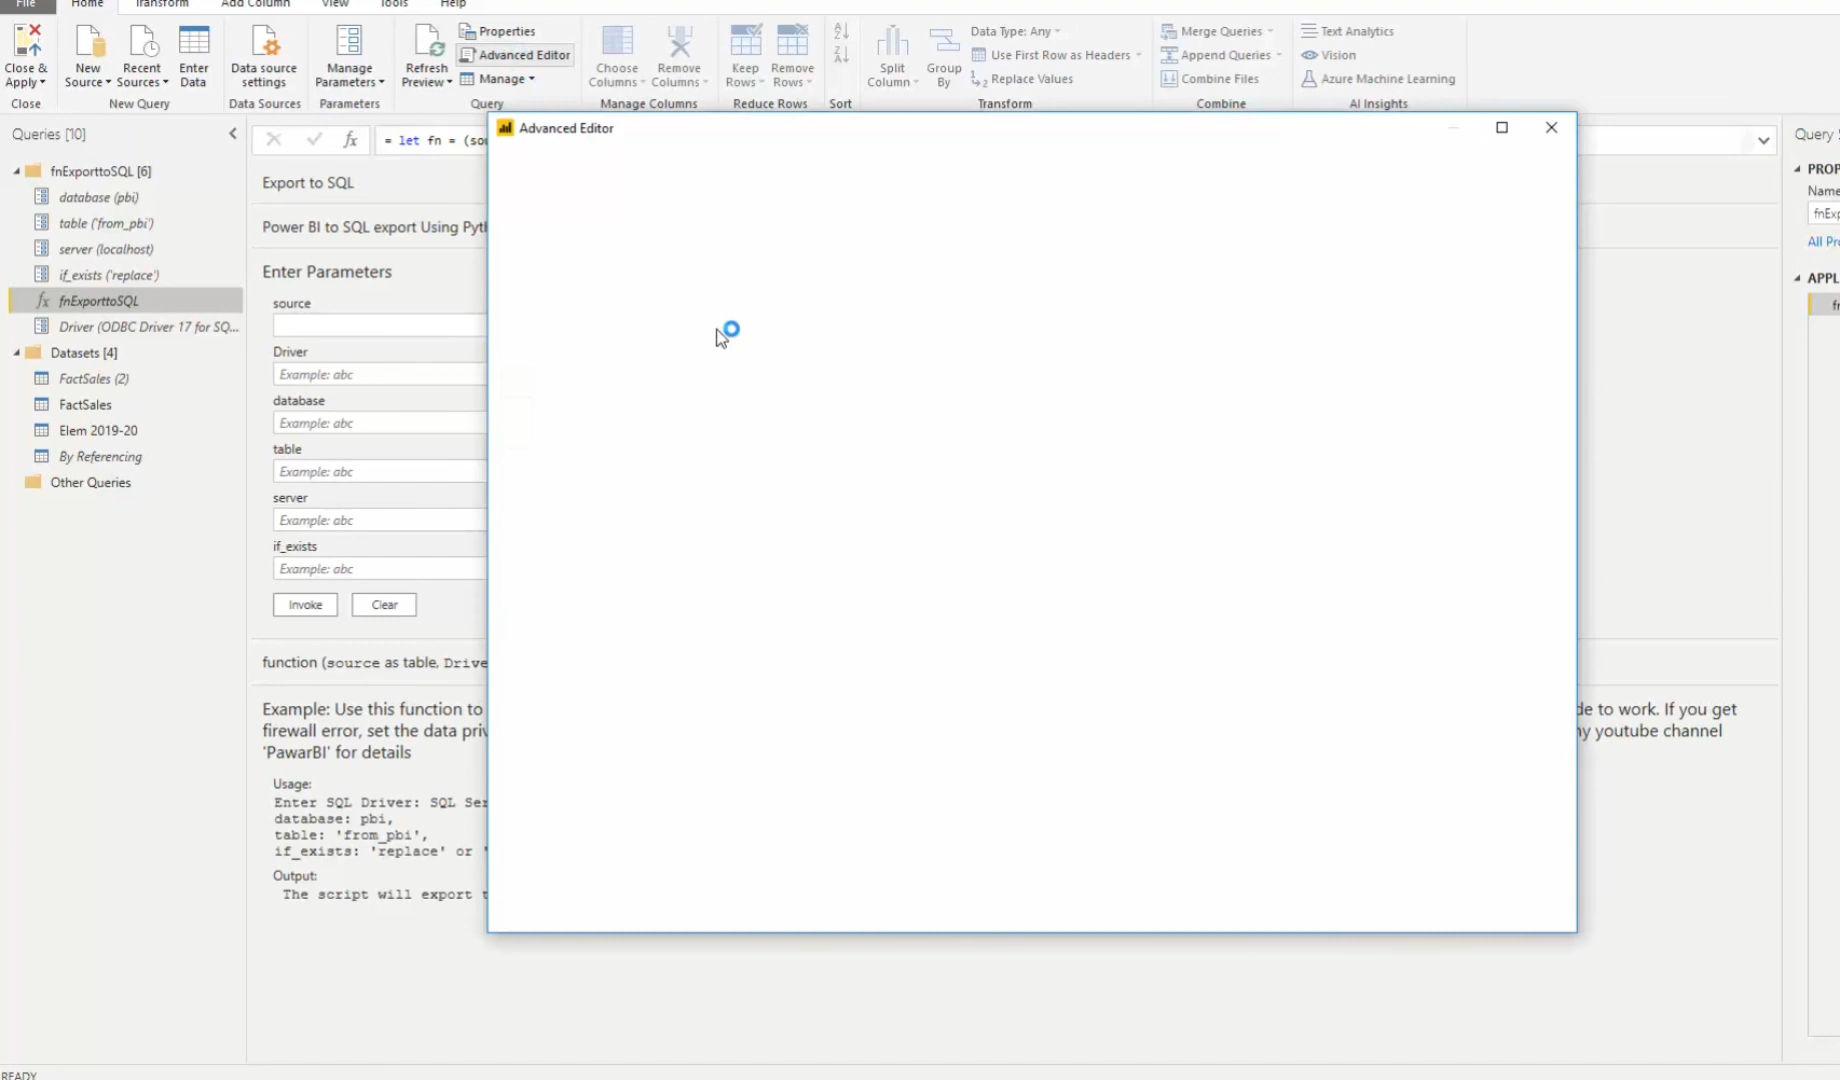 File Home Transform Add Column View Tools Help
Close & Apply
New Source
Recent Sources
Enter Data
Data source settings
Manage Parameters
Refresh Preview
Properties
Advanced Editor
Manage
Choose Columns
Remove Columns
Keep Rows
Remove Rows
Split Column
Group By
Data Type: Any
Use First Row as Headers
Replace Values
Merge Queries
Append Queries
Combine Files
Text Analytics
Vision
Azure Machine Learning
Close New Query Data Sources Parameters Query Manage Columns Reduce Rows Sort Transform Combine AI Insights
Queries [10]
fnExporttoSQL [6]
database (pbi)
table ('from_pbi')
server (localhost)
if_exists ('replace')
fnExporttoSQL
Driver (ODBC Driver 17 for SQ...
Datasets [4]
FactSales (2)
FactSales
Elem 2019-20
By Referencing
Other Queries
fx = let fn = (sou
Export to SQL
Power BI to SQL export Using Pyth
Enter Parameters
source
Driver
Example: abc
database
Example: abc
table
Example: abc
server
Example: abc
if_exists
Example: abc
Invoke Clear
function (source as table, Drive
Example: Use this function to
firewall error, set the data priv
'PawarBI' for details
Usage:
Enter SQL Driver: SQL Ser
database: pbi,
table: 'from_pbi',
if_exists: 'replace' or '
Output:
The script will export t
Advanced Editor
de to work. If you get
my youtube channel
Query S
PROP
Name
fnExp
All Pro
APPL
fn
READY